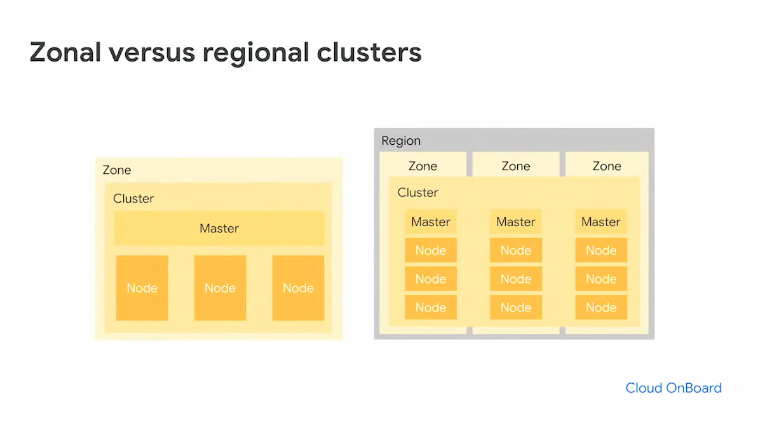 Zonal versus regional clusters
Zone
Cluster
Master
Node Node Node
Region
Zone Zone Zone
Cluster
Master Master Master
Node Node Node
Node Node Node
Node Node Node
Cloud OnBoard